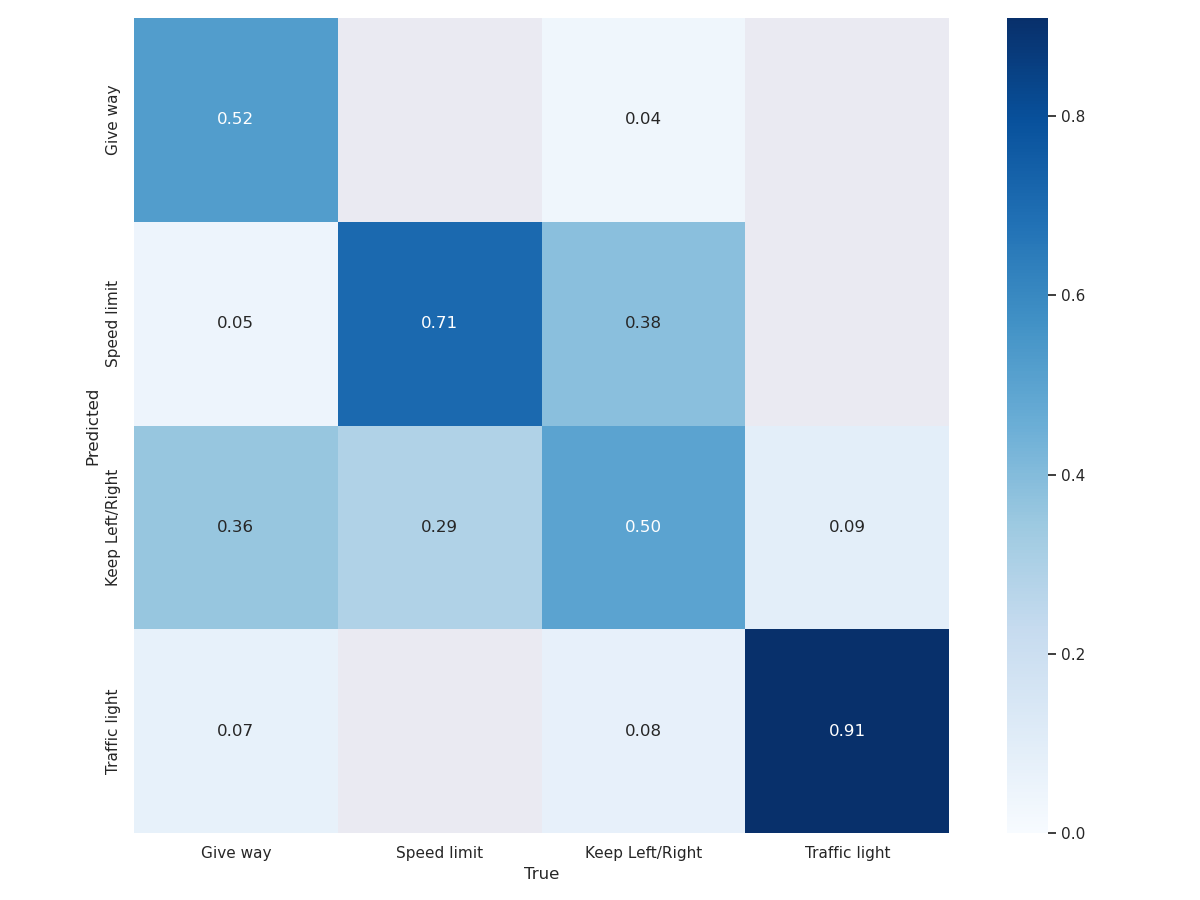 Give way
0.52
0.04
Speed limit
0.05
0.71
0.38
Keep Left/Right
0.36
0.29
0.50
0.09
Traffic light
0.07
0.08
0.91
Predicted
Give way
Speed limit
Keep Left/Right
Traffic light
True
0.8
0.6
0.4
0.2
0.0